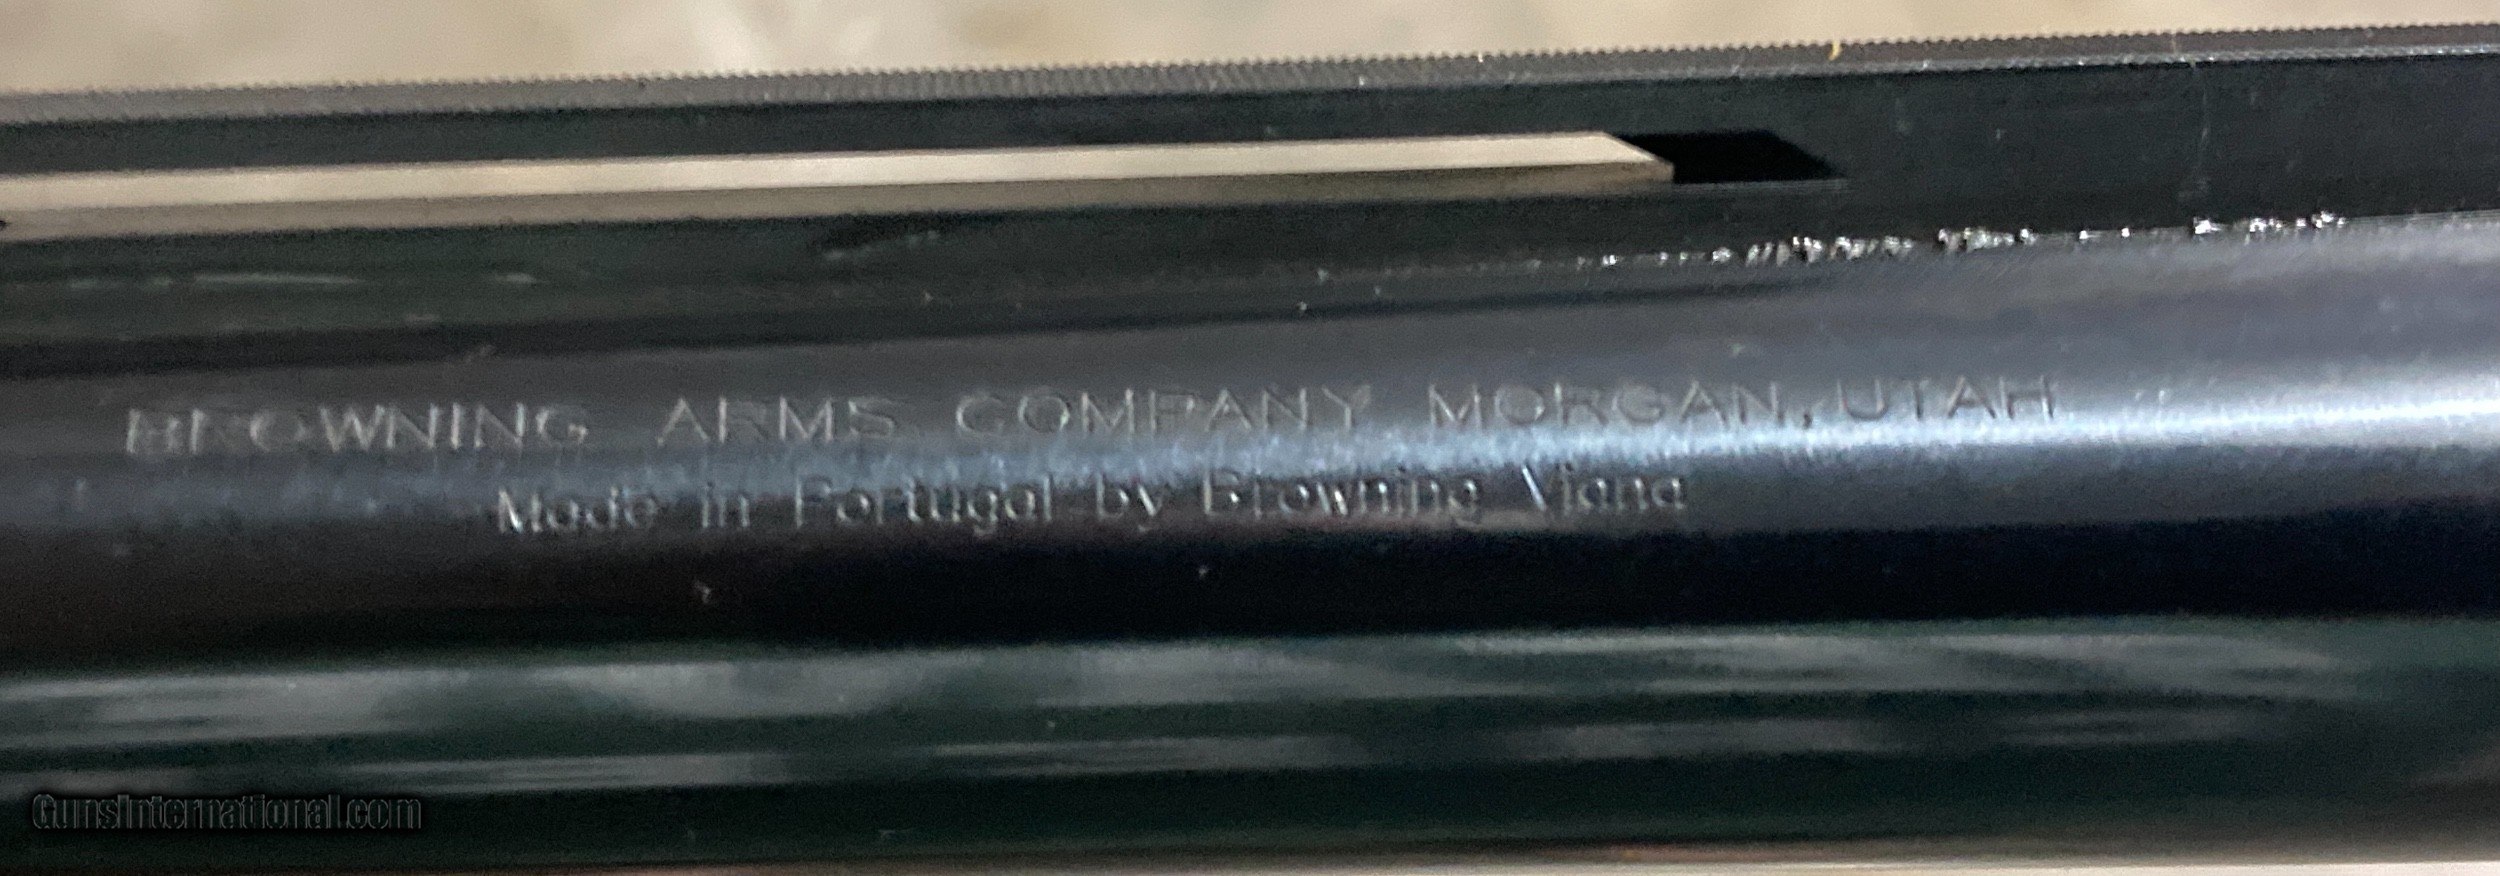 BROWNING ARMS COMPANY MORGAN, UTAH
Made in Portugal by Browning Viana
GunsInternational.com